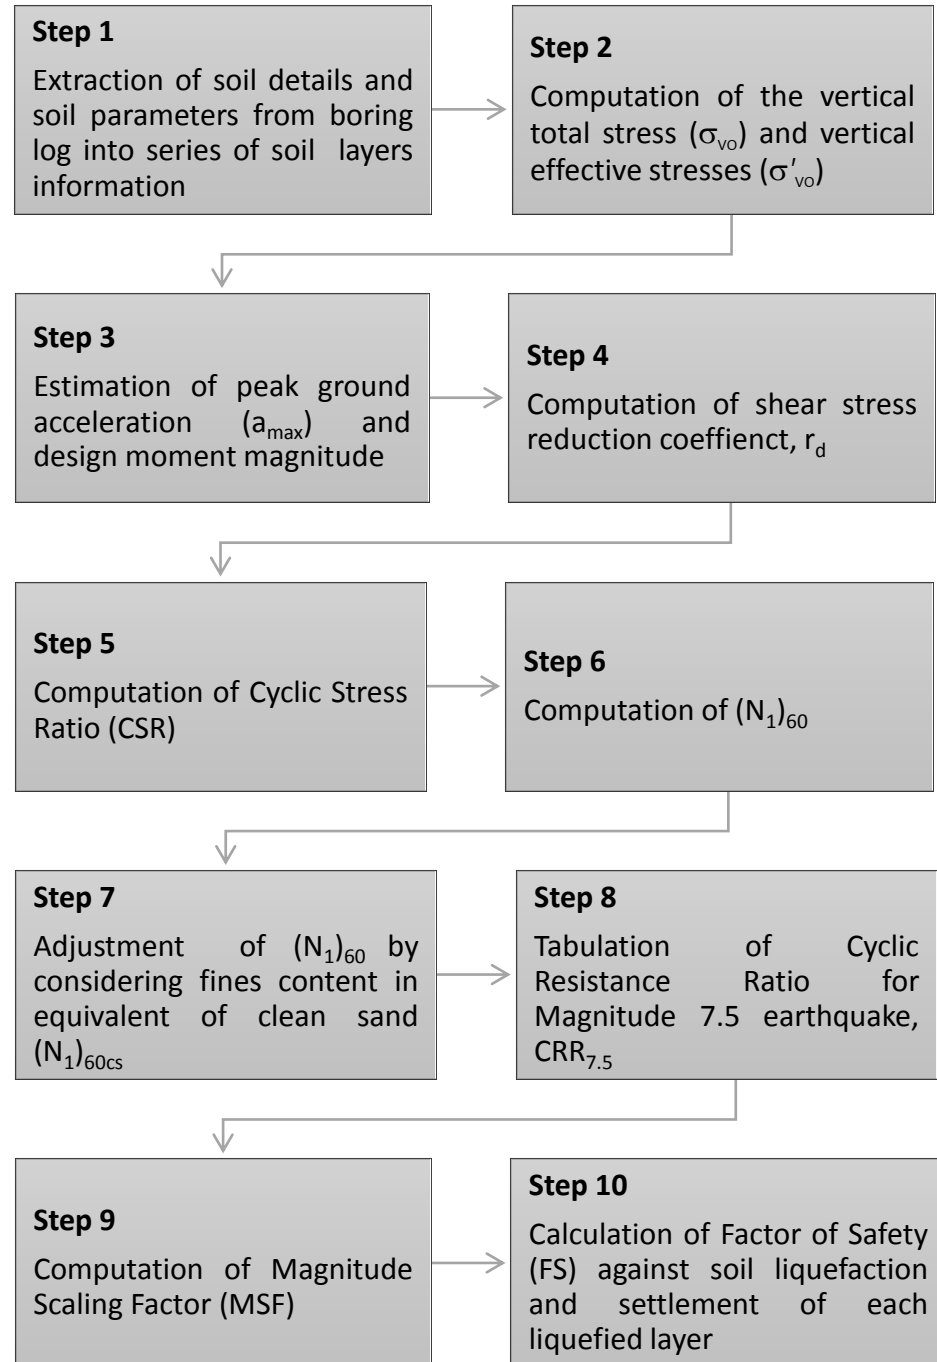 Step 1
Extraction of soil details and
soil parameters from boring
log into series of soil layers
information
Step 2
Computation of the vertical
total stress (σvo) and vertical
effective stresses (σ′vo)
Step 3
Estimation of peak ground
acceleration (amax) and
design moment magnitude
Step 4
Computation of shear stress
reduction coeffienct, rd
Step 5
Computation of Cyclic Stress
Ratio (CSR)
Step 6
Computation of (N1)60
Step 7
Adjustment of (N1)60 by
considering fines content in
equivalent of clean sand
(N1)60cs
Step 8
Tabulation of Cyclic
Resistance Ratio for
Magnitude 7.5 earthquake,
CRR7.5
Step 9
Computation of Magnitude
Scaling Factor (MSF)
Step 10
Calculation of Factor of Safety
(FS) against soil liquefaction
and settlement of each
liquefied layer